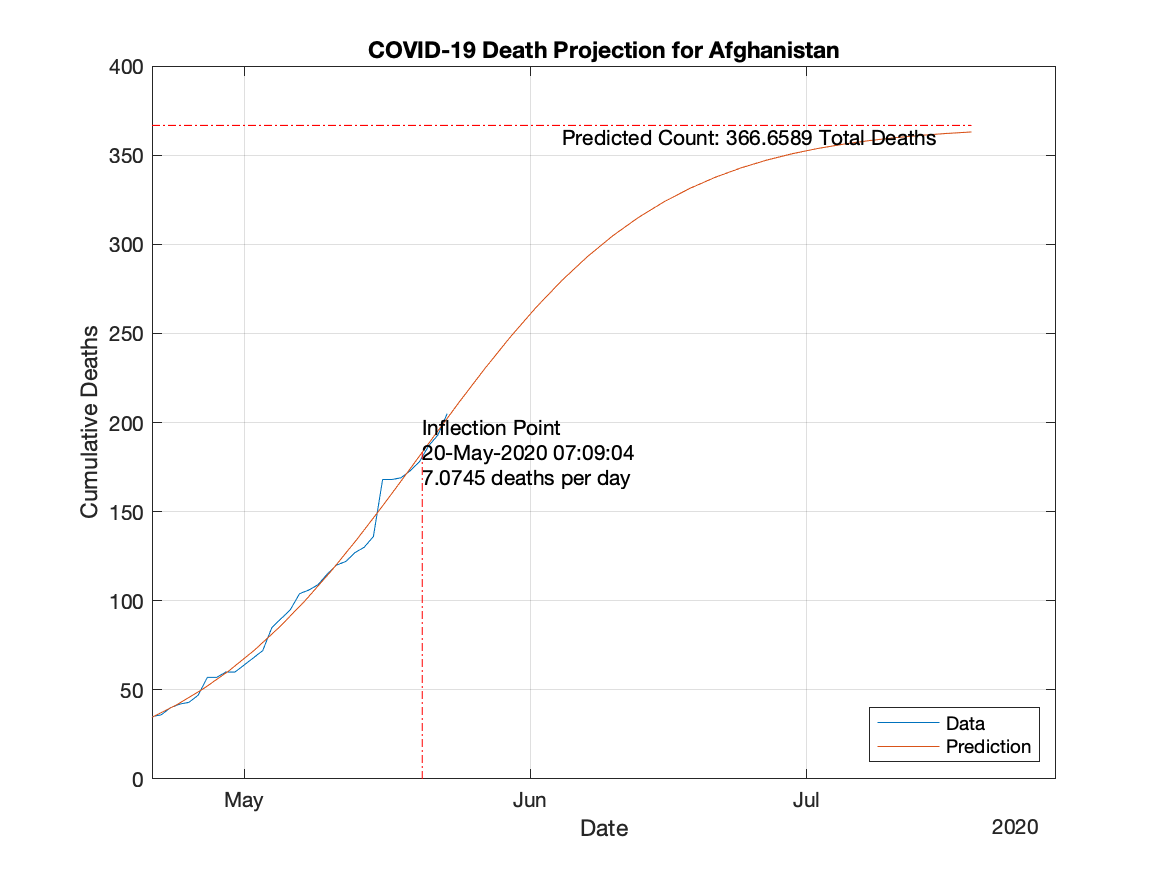 COVID-19 Death Projection for Afghanistan
400
350
300
250
200
150
100
50
0
Cumulative Deaths
Predicted Count: 366.6589 Total Deaths
Inflection Point
20-May-2020 07:09:04
7.0745 deaths per day
Data
Prediction
May
Jun
Jul
Date
2020